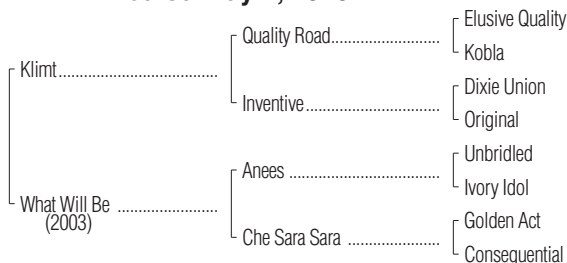 Elusive Quality
Quality Road
Kobla
Klimt
Dixie Union
Inventive
Original
Unbridled
Anees
Ivory Idol
What Will Be
(2003)
Golden Act
Che Sara Sara
Consequential